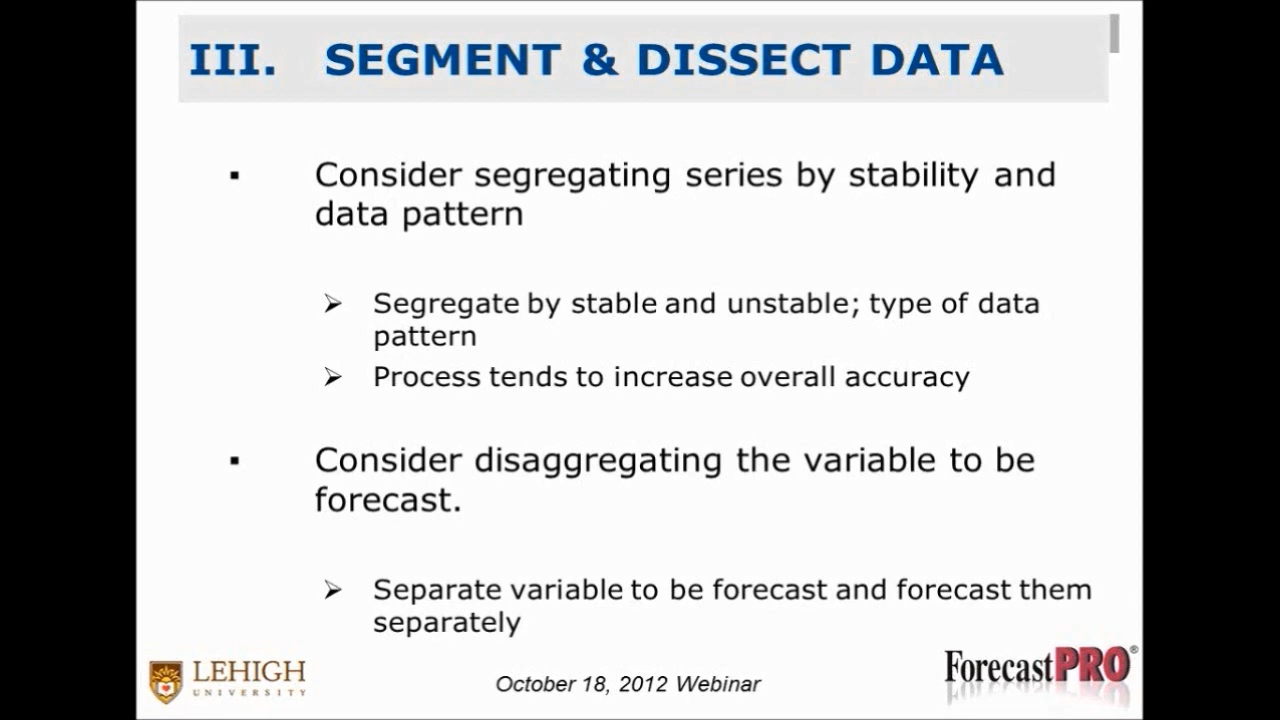 III. SEGMENT & DISSECT DATA
▪ Consider segregating series by stability and
data pattern
➢ Segregate by stable and unstable; type of data
pattern
➢ Process tends to increase overall accuracy
▪ Consider disaggregating the variable to be
forecast.
➢ Separate variable to be forecast and forecast them
separately
LEHIGH
UNIVERSITY
October 18, 2012 Webinar
ForecastPRO®